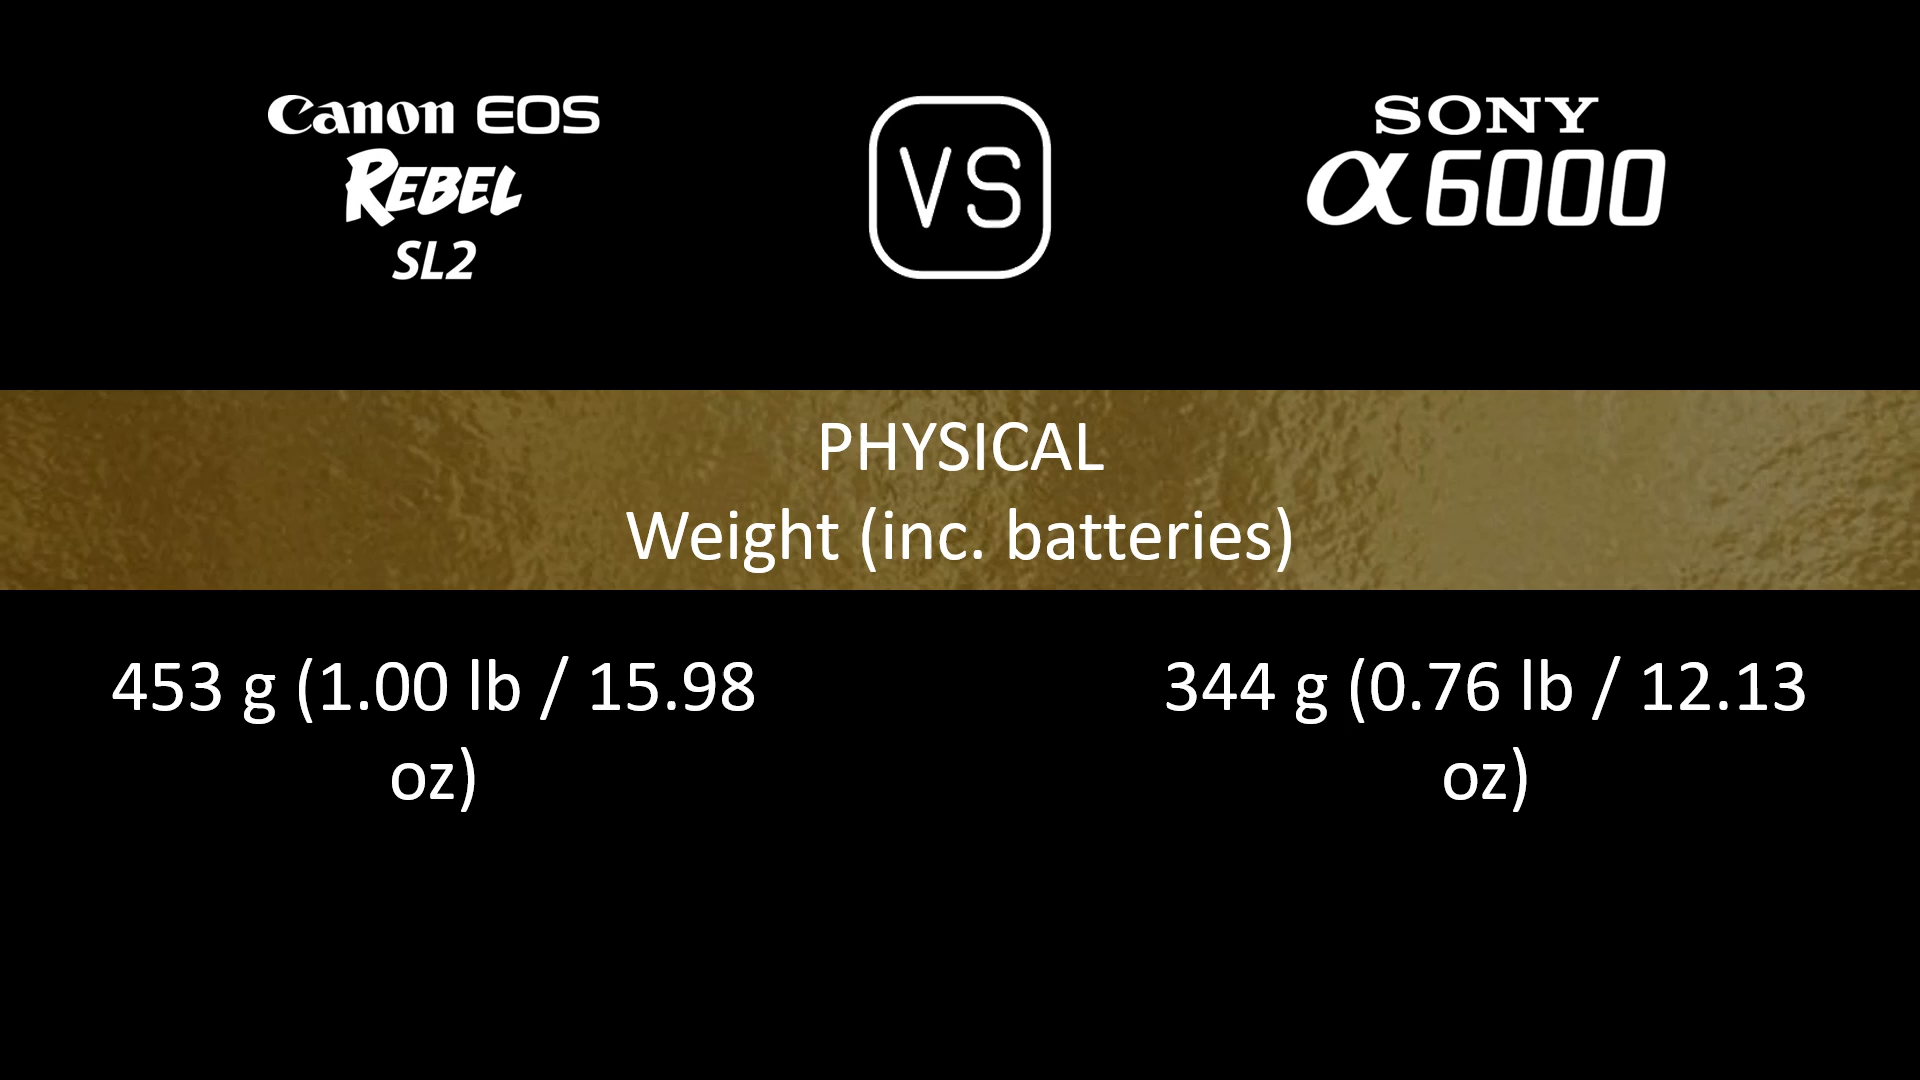 Canon EOS
REBEL
SL2
VS
SONY
α6000
PHYSICAL
Weight (inc. batteries)
453 g (1.00 lb / 15.98
oz)
344 g (0.76 lb / 12.13
oz)